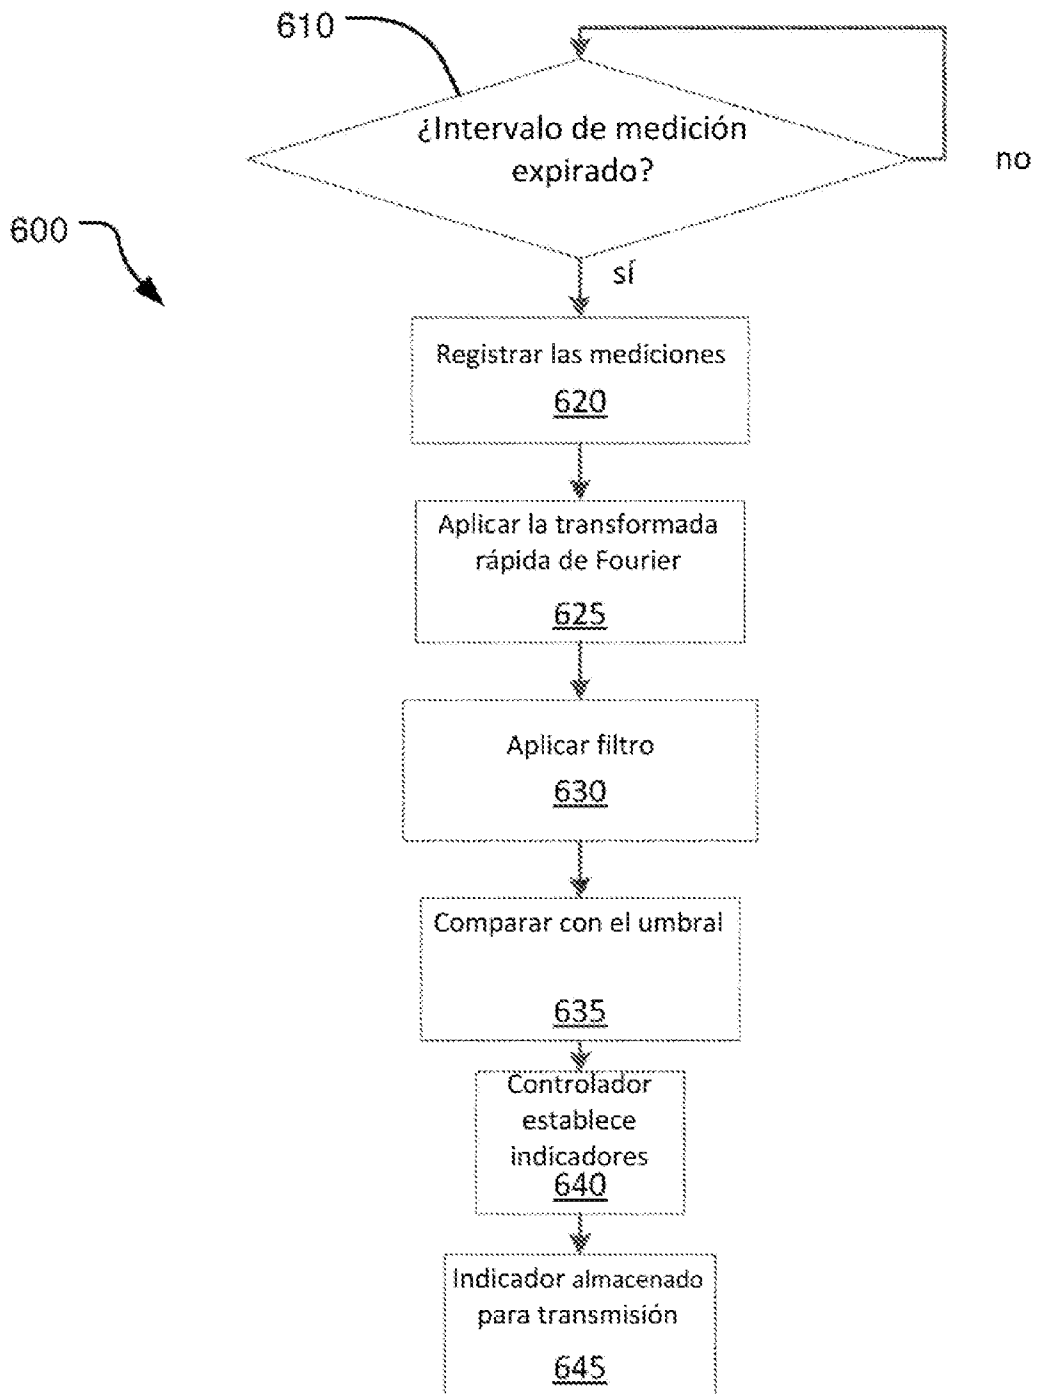 610
¿Intervalo de medición
expirado?
no
600
sí
Registrar las mediciones
620
Aplicar la transformada
rápida de Fourier
625
Aplicar filtro
630
Comparar con el umbral
635
Controlador
establece
indicadores
640
Indicador almacenado
para transmisión
645